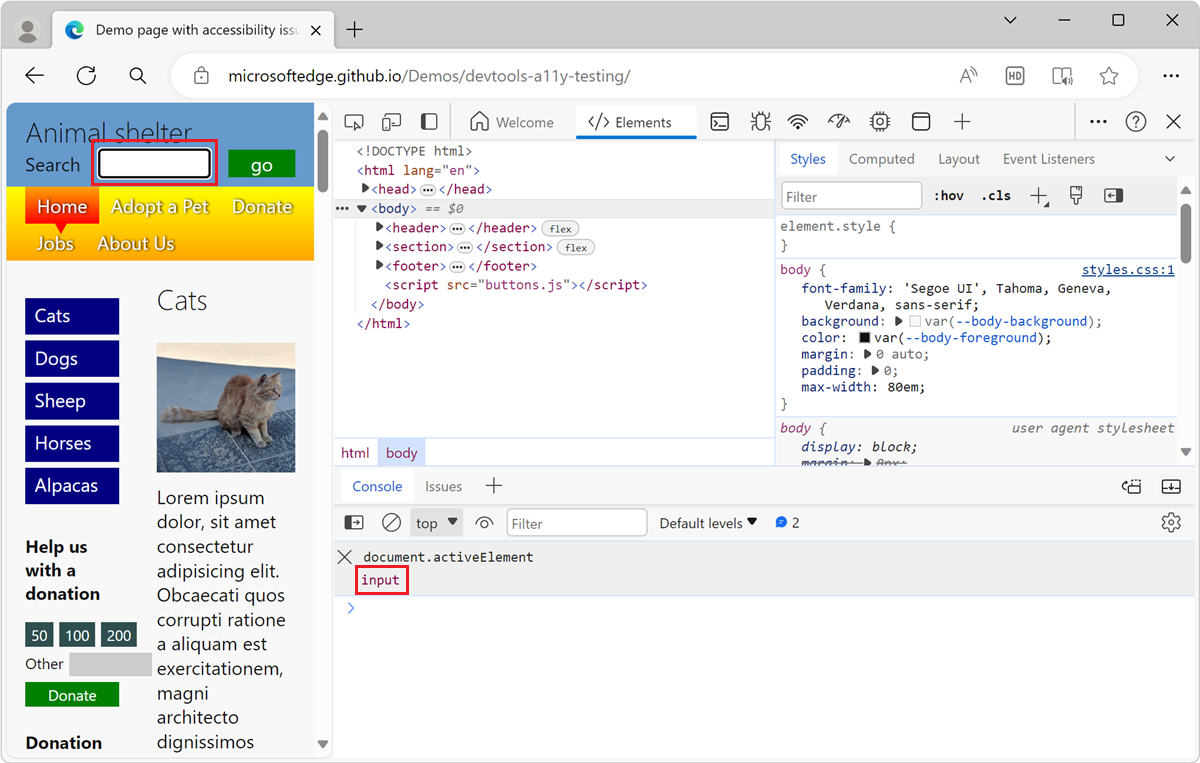 Demo page with accessibility issu
microsoftedge.github.io/Demos/devtools-a11y-testing/
HD
Animal shelter
Search
go
Home Adopt a Pet Donate
Jobs About Us
Cats
Dogs
Sheep
Horses
Alpacas
Help us
with a
donation
50 100 200
Other
Donate
Donation
Cats
Lorem ipsum
dolor, sit amet
consectetur
adipisicing elit.
Obcaecati quos
corrupti ratione
a aliquam est
exercitationem,
magni
architecto
dignissimos
Welcome
</> Elements
<!DOCTYPE html>
<html lang="en">
<head> … </head>
… <body> == $0
<header> … </header> flex
<section> … </section> flex
<footer> … </footer>
<script src="buttons.js"></script>
</body>
</html>
html body
Styles Computed Layout Event Listeners
Filter :hov .cls
element.style {
}
body { styles.css:1
font-family: 'Segoe UI', Tahoma, Geneva,
Verdana, sans-serif;
background: var(--body-background);
color: var(--body-foreground);
margin: 0 auto;
padding: 0;
max-width: 80em;
}
body { user agent stylesheet
display: block;
margin: 8px;
Console Issues
top Filter Default levels 2
document.activeElement
input